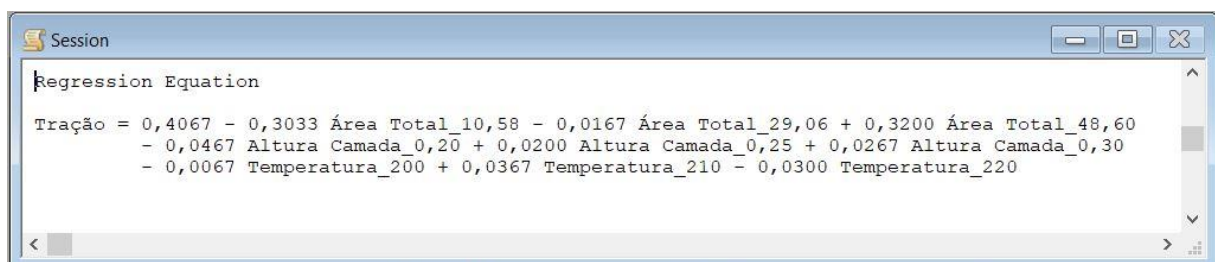 Session
Regression Equation
Tração = 0,4067 - 0,3033 Área Total_10,58 - 0,0167 Área Total_29,06 + 0,3200 Área Total_48,60
- 0,0467 Altura Camada_0,20 + 0,0200 Altura Camada_0,25 + 0,0267 Altura Camada_0,30
- 0,0067 Temperatura_200 + 0,0367 Temperatura_210 - 0,0300 Temperatura_220